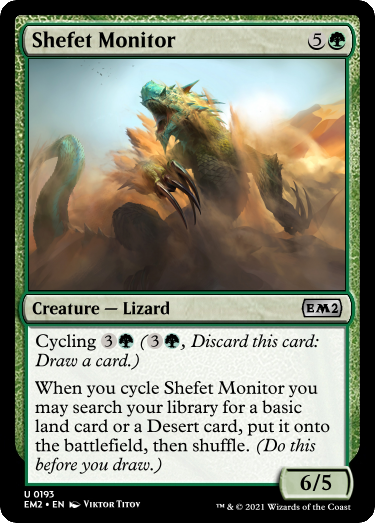 Shefet Monitor 5
Creature — Lizard EM2
Cycling 3 (3, Discard this card:
Draw a card.)
When you cycle Shefet Monitor you
may search your library for a basic
land card or a Desert card, put it onto
the battlefield, then shuffle. (Do this
before you draw.)
6/5
U 0193
EM2 • EN Viktor Titov
™ & © 2021 Wizards of the Coast